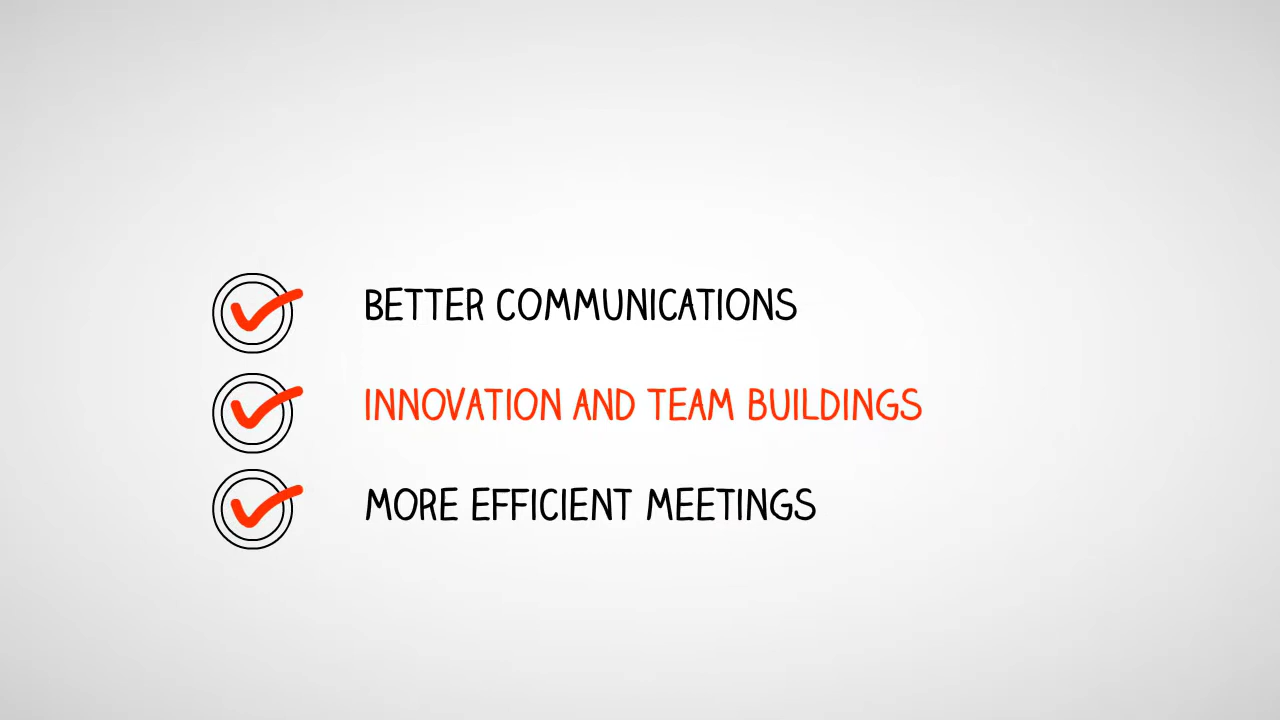 BETTER COMMUNICATIONS
INNOVATION AND TEAM BUILDINGS
MORE EFFICIENT MEETINGS